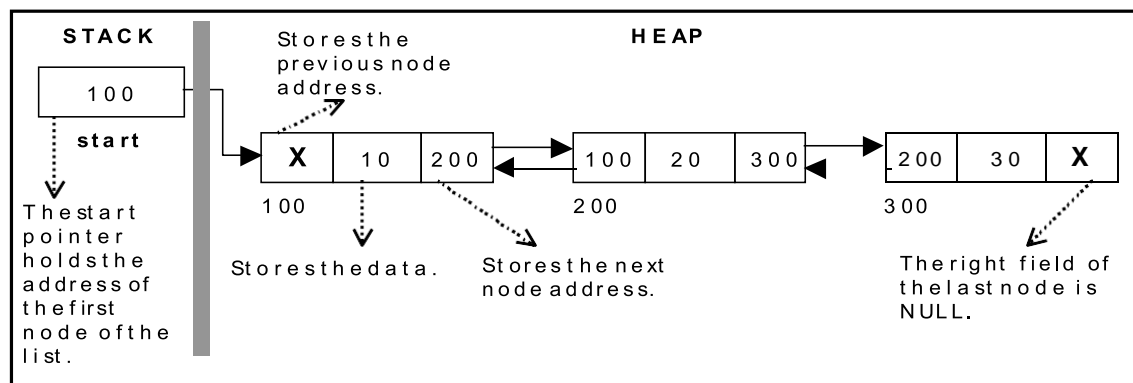 STACK
HEAP
Stores the
previous node
address.
100
start
X 10 200
100 20 300
200 30 X
100
200
300
The start
pointer
holds the
address of
the first
node of the
list.
Stores the data.
Stores the next
node address.
The right field of
the last node is
NULL.